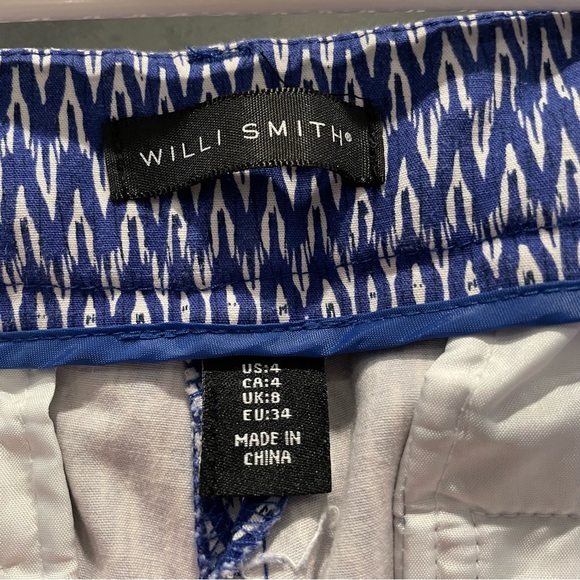 WILLI SMITH®
US:4
CA:4
UK:8
EU:34
MADE IN
CHINA